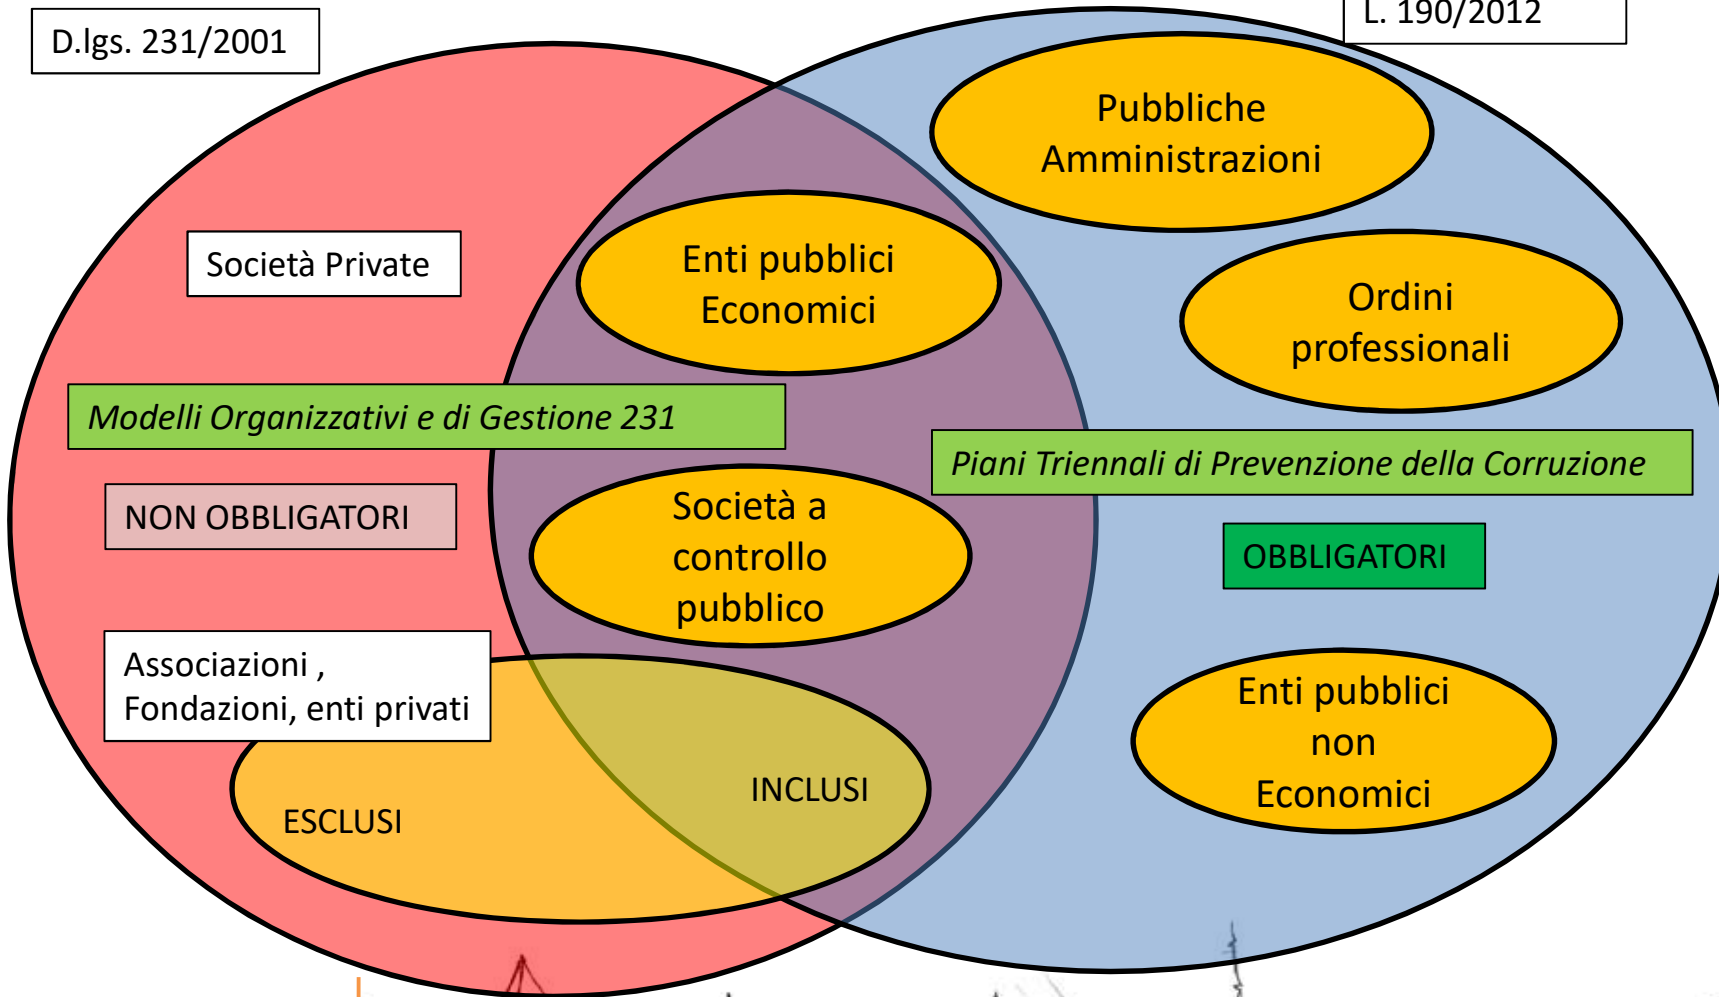 D.lgs. 231/2001
L. 190/2012
Pubbliche
Amministrazioni
Società Private
Enti pubblici
Economici
Ordini
professionali
Modelli Organizzativi e di Gestione 231
Piani Triennali di Prevenzione della Corruzione
NON OBBLIGATORI
Società a
controllo
pubblico
OBBLIGATORI
Associazioni ,
Fondazioni, enti privati
Enti pubblici
non
Economici
INCLUSI
ESCLUSI